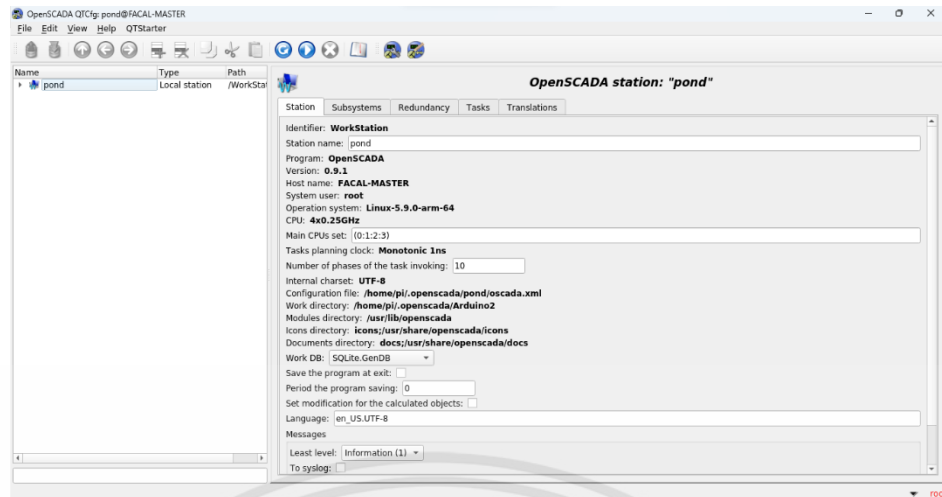 OpenSCADA QTCfg: pond@FACAL-MASTER
File Edit View Help QTStarter
Name Type Path
pond Local station /WorkStat
OpenSCADA station: "pond"
Station Subsystems Redundancy Tasks Translations
Identifier: WorkStation
Station name: pond
Program: OpenSCADA
Version: 0.9.1
Host name: FACAL-MASTER
System user: root
Operation system: Linux-5.9.0-arm-64
CPU: 4x0.25GHz
Main CPUs set: (0:1:2:3)
Tasks planning clock: Monotonic 1ns
Number of phases of the task invoking: 10
Internal charset: UTF-8
Configuration file: /home/pi/.openscada/pond/oscada.xml
Work directory: /home/pi/.openscada/Arduino2
Modules directory: /usr/lib/openscada
Icons directory: icons;/usr/share/openscada/icons
Documents directory: docs;/usr/share/openscada/docs
Work DB: SQLite.GenDB
Save the program at exit:
Period the program saving: 0
Set modification for the calculated objects:
Language: en_US.UTF-8
Messages
Least level: Information (1)
To syslog: